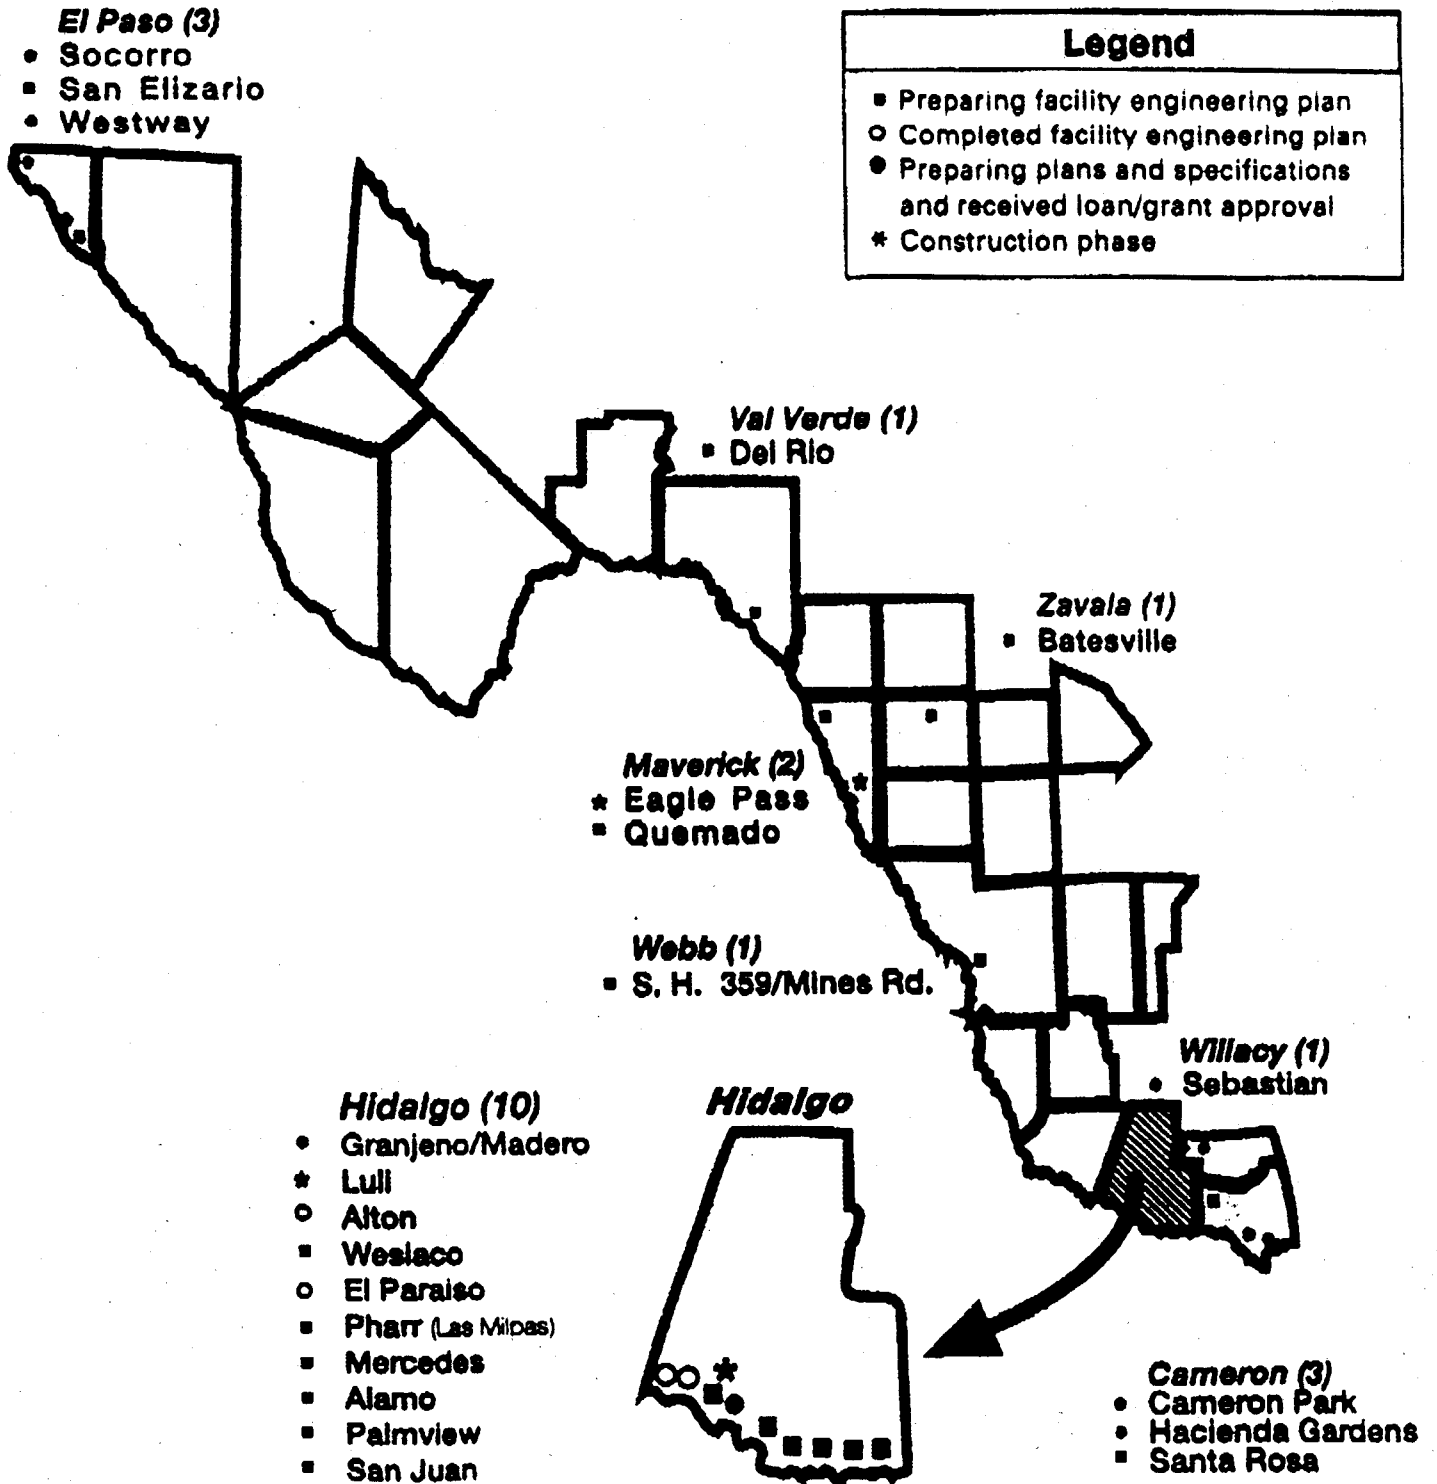 El Paso (3)
Socorro
San Elizario
Westway
Legend
Preparing facility engineering plan
Completed facility engineering plan
Preparing plans and specifications
and received loan/grant approval
* Construction phase
Val Verde (1)
Del Rio
Zavala (1)
Batesville
Maverick (2)
* Eagle Pass
Quemado
Webb (1)
S. H. 359/Mines Rd.
Willacy (1)
Sebastian
Hidalgo (10)
Granjeno/Madero
* Lull
Alton
Weslaco
El Paraiso
Pharr (Las Milpas)
Mercedes
Alamo
Palmview
San Juan
Hidalgo
Cameron (3)
Cameron Park
Hacienda Gardens
Santa Rosa